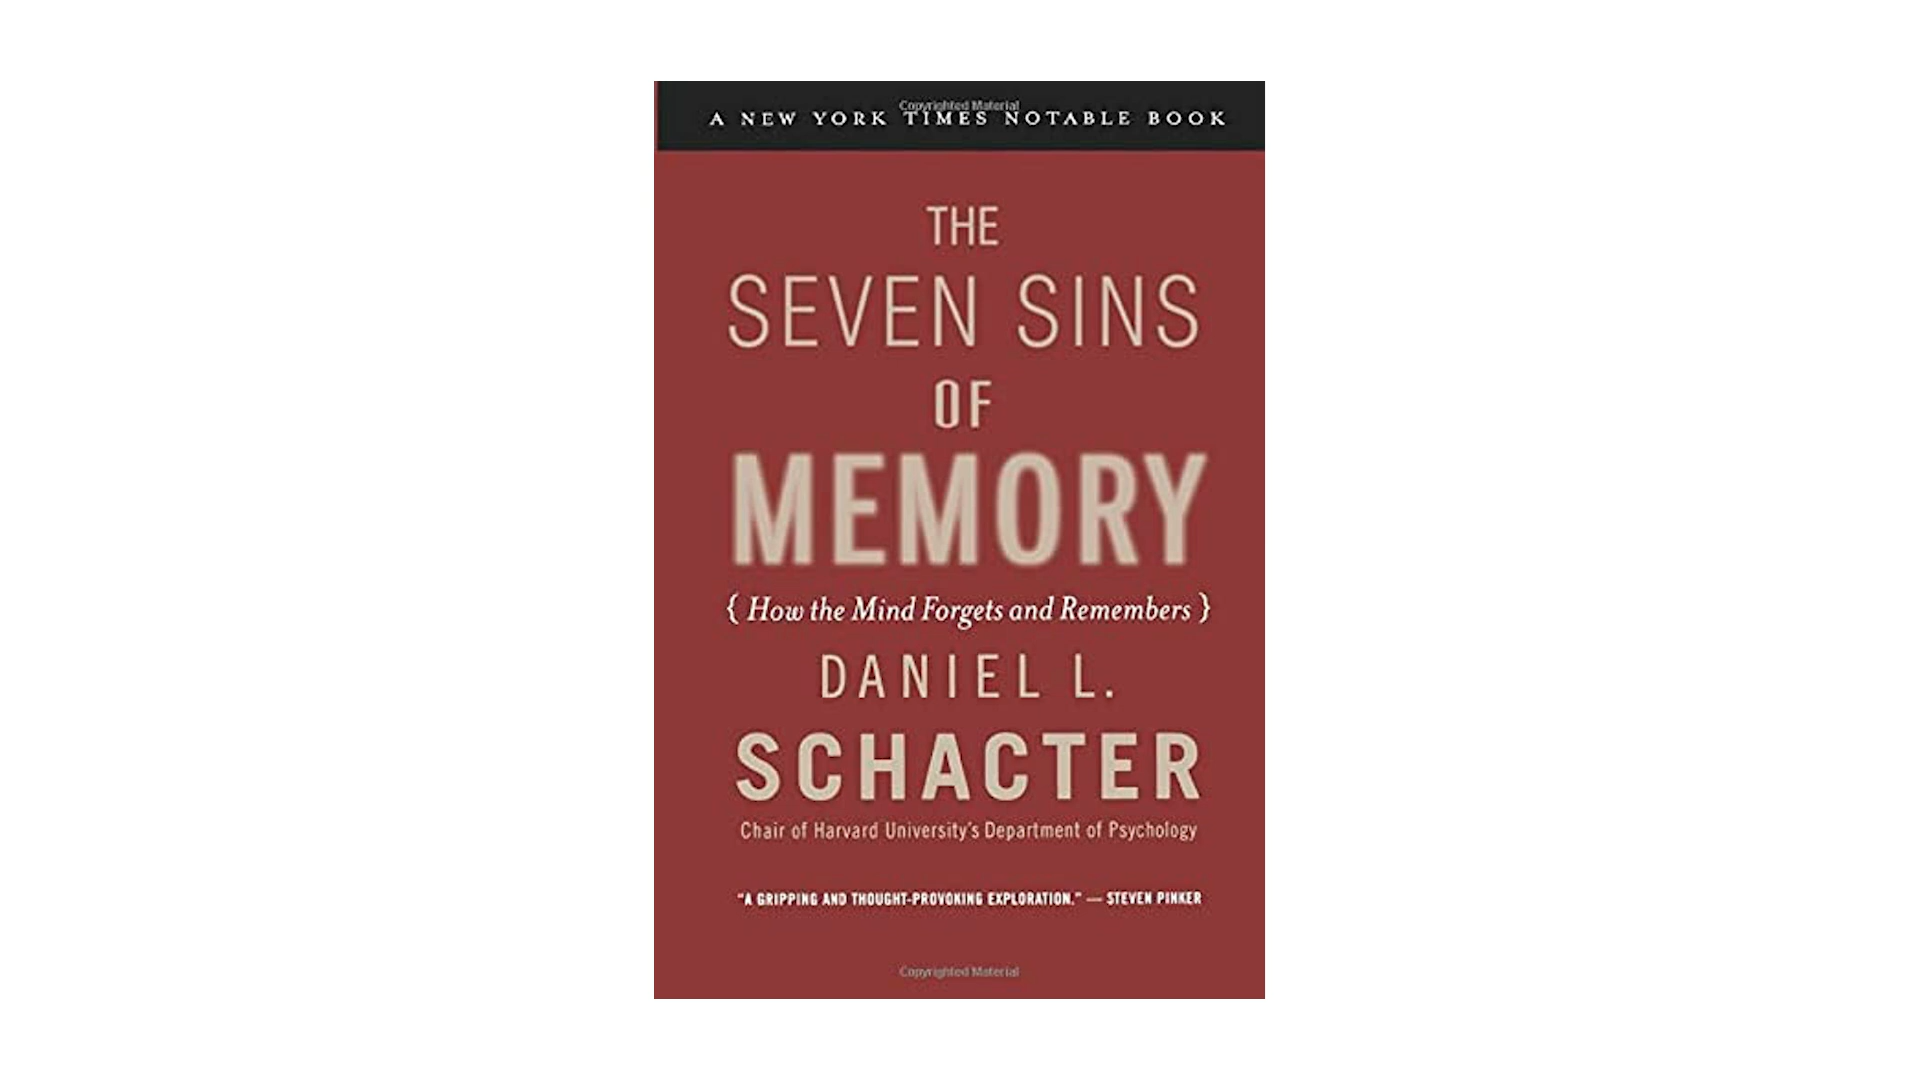 Copyrighted Material
A NEW YORK TIMES NOTABLE BOOK
THE
SEVEN SINS
OF
MEMORY
{ How the Mind Forgets and Remembers }
DANIEL L.
SCHACTER
Chair of Harvard University's Department of Psychology
"A GRIPPING AND THOUGHT-PROVOKING EXPLORATION." — STEVEN PINKER
Copyrighted Material